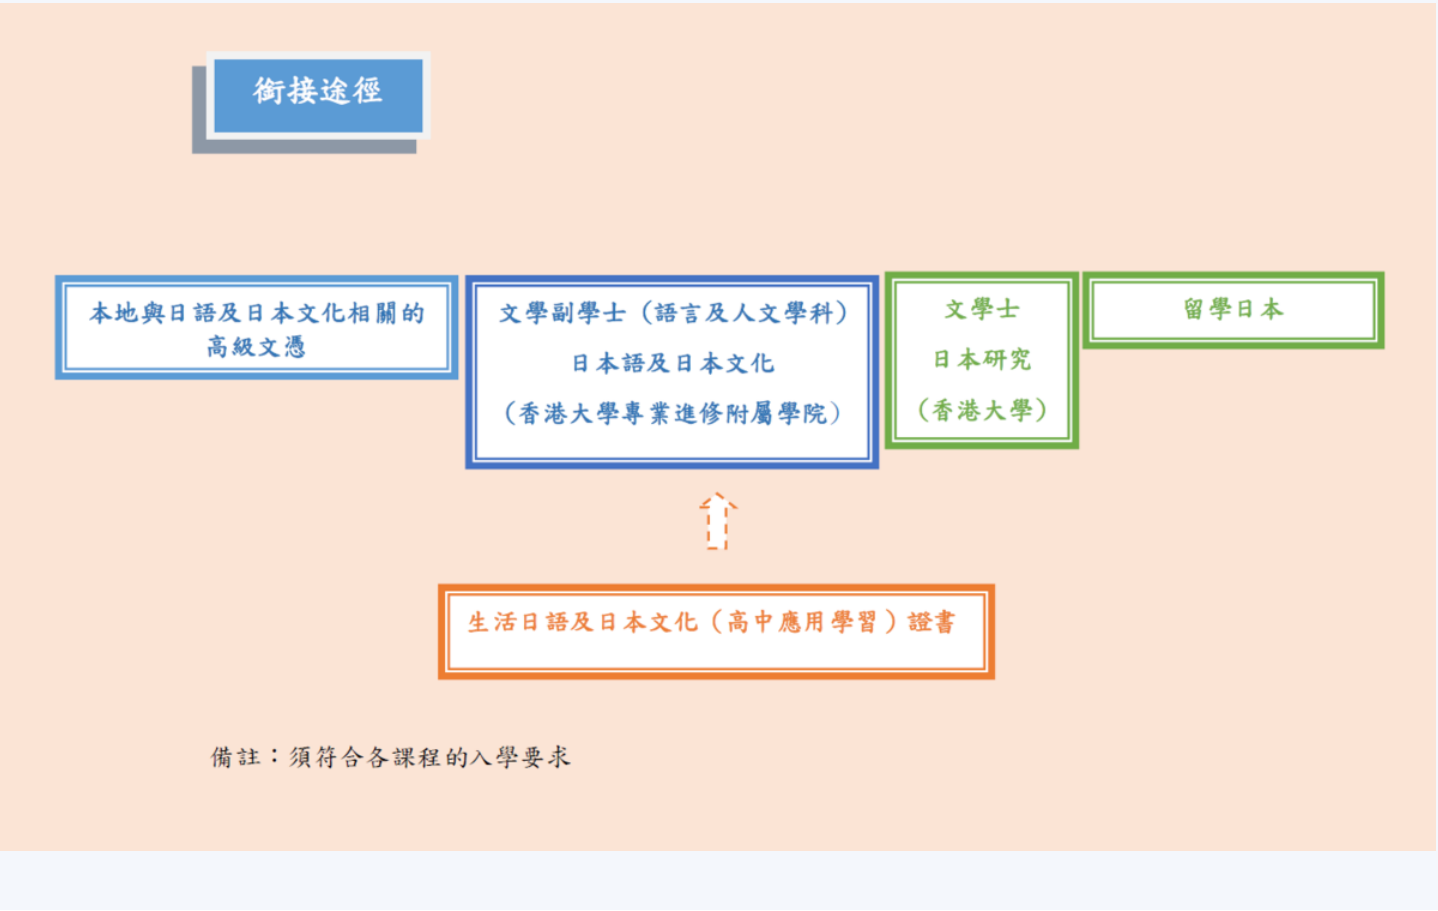 銜接途徑
本地與日語及日本文化相關的
高級文憑
文學副學士（語言及人文學科）
日本語及日本文化
（香港大學專業進修附屬學院）
文學士
日本研究
（香港大學）
留學日本
生活日語及日本文化（高中應用學習）證書
備註：須符合各課程的入學要求